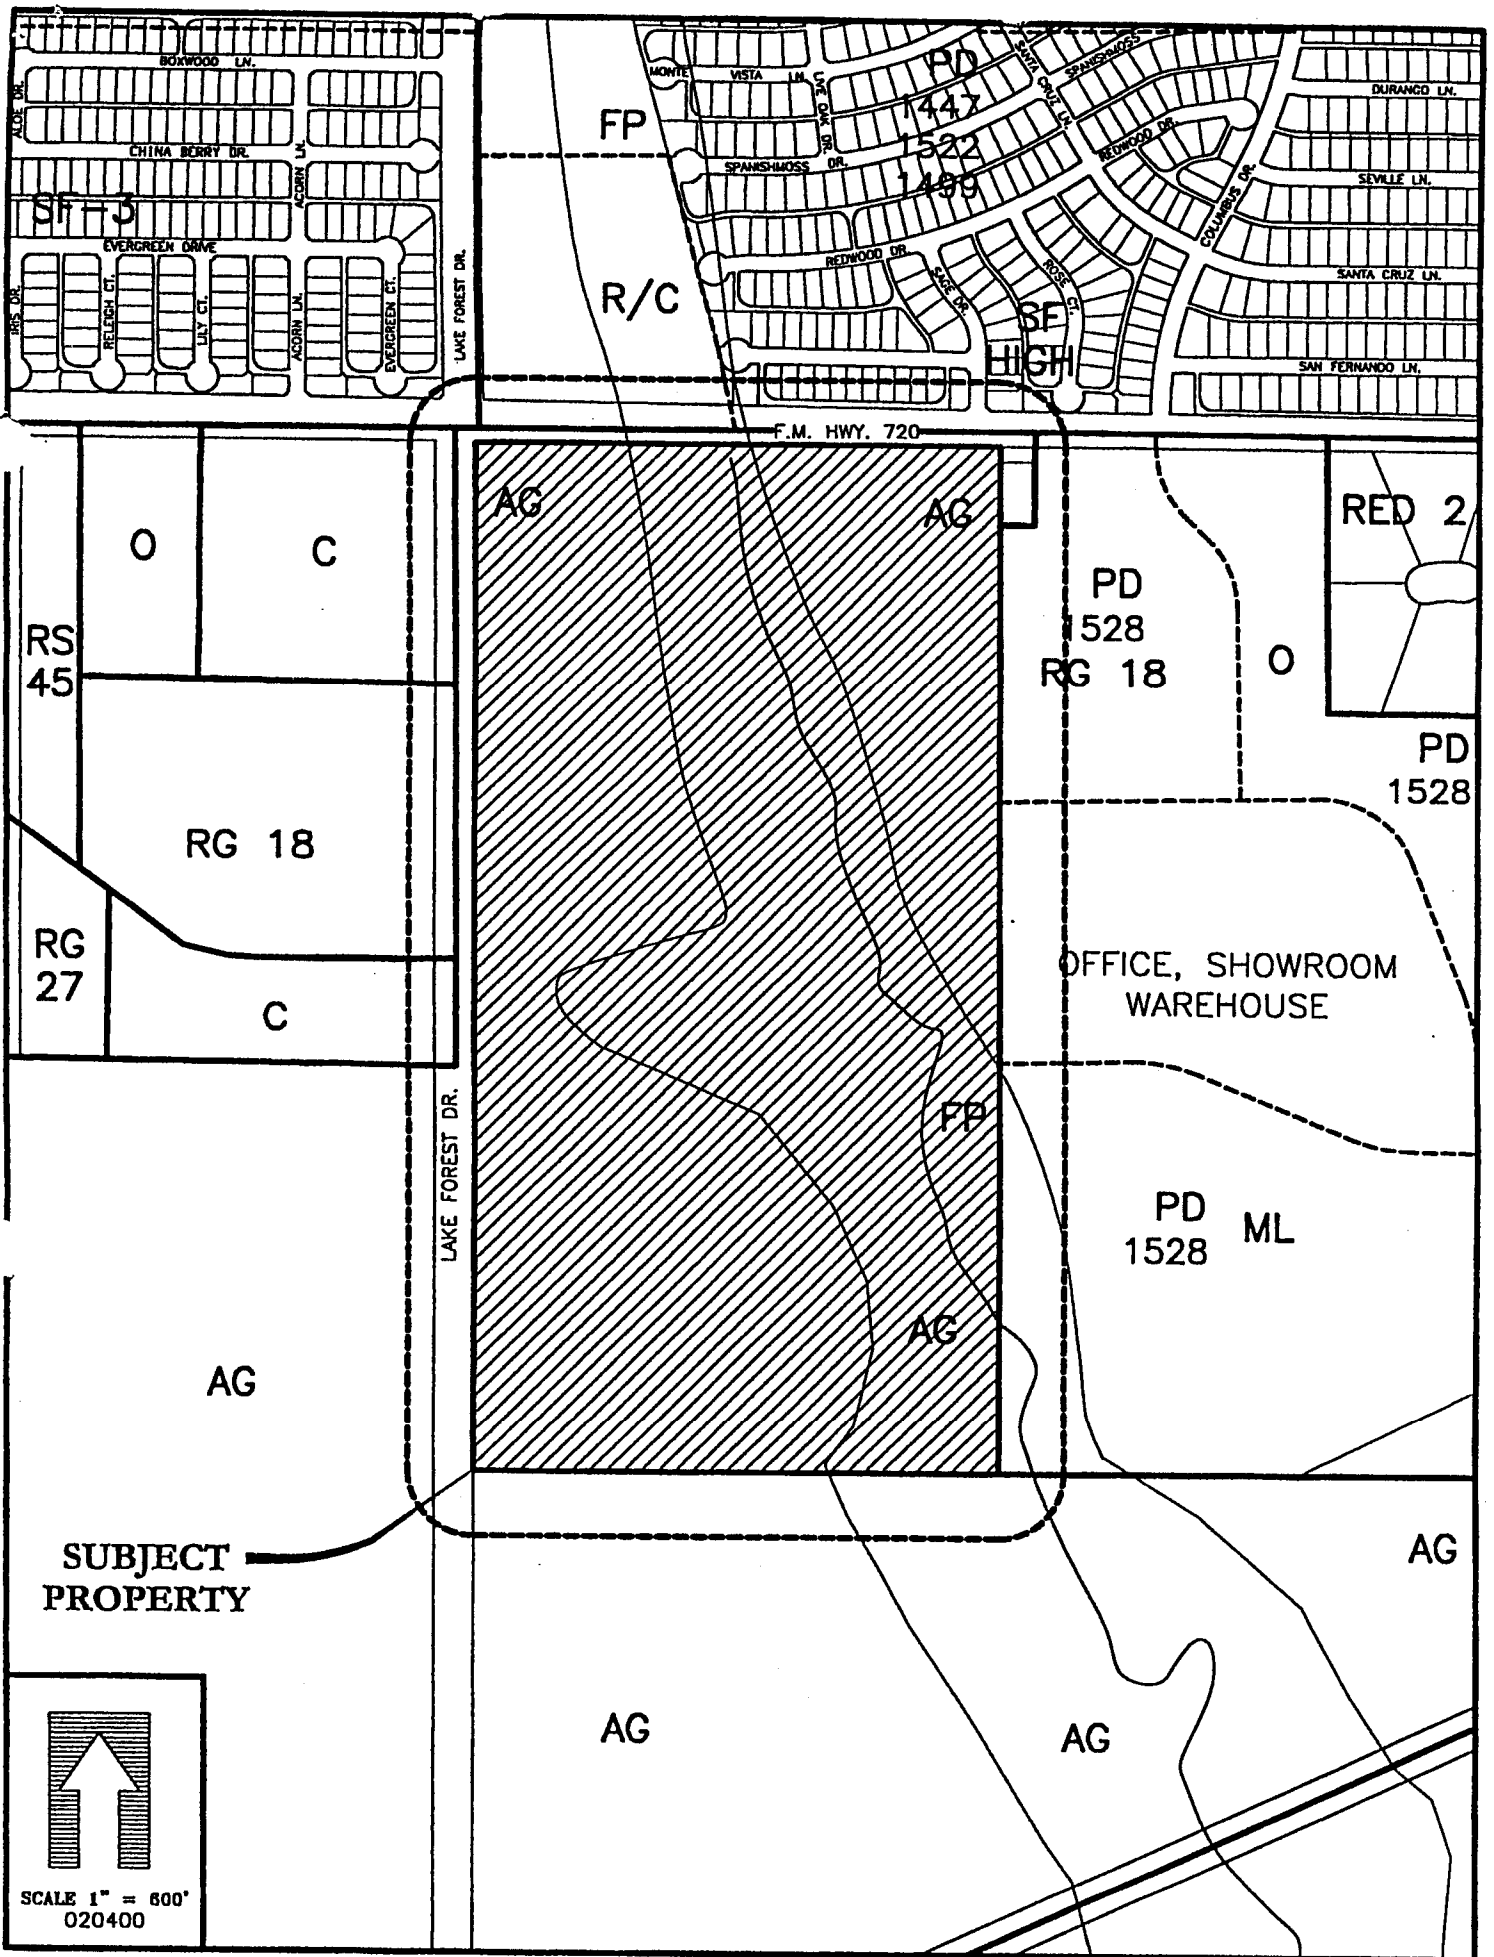 BOXWOOD LN.
ALOE DR.
CHINA BERRY DR.
ACORN LN.
SF-3
EVERGREEN DRIVE
IRIS DR.
RELEIGH CT.
LILY CT.
ACORN LN.
EVERGREEN CT.
LAKE FOREST DR.
FP
R/C
MONTE VISTA LN.
LIVE OAK DR.
SPANISHMOSS DR.
PD
1447
1522
1499
SANTA CRUZ LN.
SPANISHMOSS
REDWOOD DR.
COLUMBUS DR.
DURANGO LN.
SEVILLE LN.
SANTA CRUZ LN.
SAN FERNANDO LN.
REDWOOD DR.
SAGE DR.
ROSE CT.
SF
HIGH
F.M. HWY. 720
AG
AG
O
C
RS
45
RG 18
RG
27
C
PD
1528
RG 18
O
RED 2
PD
1528
OFFICE, SHOWROOM
WAREHOUSE
FP
PD
1528
ML
LAKE FOREST DR.
AG
AG
SUBJECT
PROPERTY
AG
AG
AG
SCALE 1" = 600'
020400